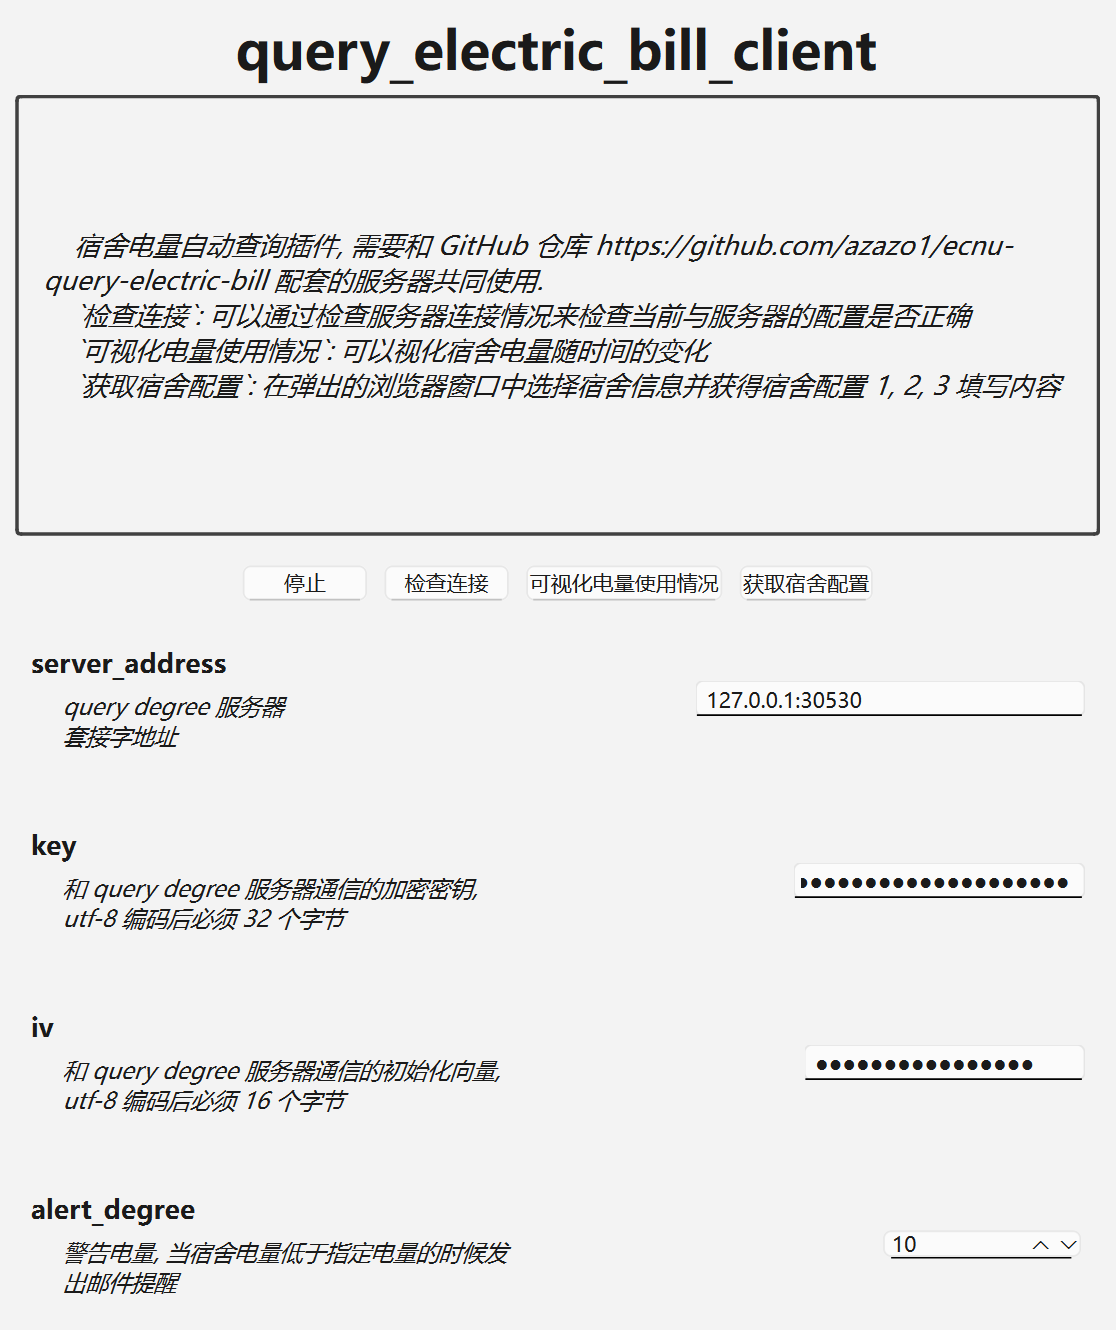 query_electric_bill_client
宿舍电量自动查询插件, 需要和 GitHub 仓库 https://github.com/azazo1/ecnu-
query-electric-bill 配套的服务器共同使用.
`检查连接`: 可以通过检查服务器连接情况来检查当前与服务器的配置是否正确
`可视化电量使用情况`: 可以视化宿舍电量随时间的变化
`获取宿舍配置`: 在弹出的浏览器窗口中选择宿舍信息并获得宿舍配置 1, 2, 3 填写内容
停止 检查连接 可视化电量使用情况 获取宿舍配置
server_address
query degree 服务器
套接字地址
127.0.0.1:30530
key
和 query degree 服务器通信的加密密钥,
utf-8 编码后必须 32 个字节
iv
和 query degree 服务器通信的初始化向量,
utf-8 编码后必须 16 个字节
alert_degree
警告电量, 当宿舍电量低于指定电量的时候发
出邮件提醒
10